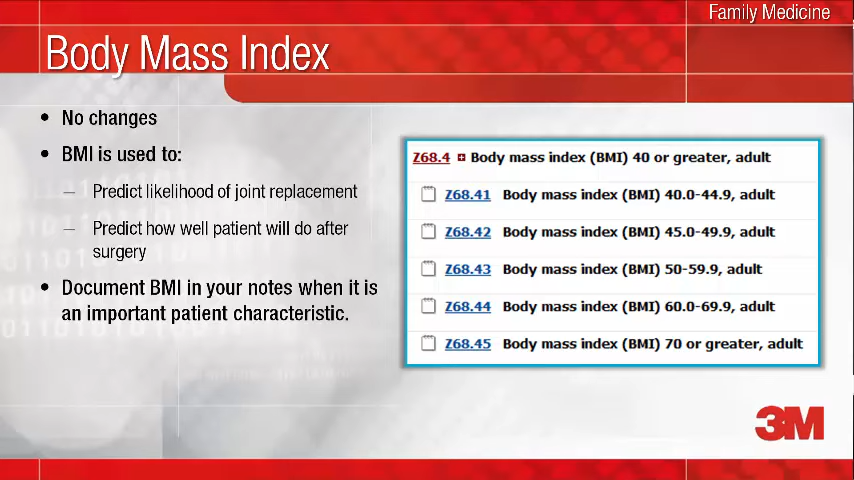 Family Medicine
Body Mass Index
• No changes
• BMI is used to:
– Predict likelihood of joint replacement
– Predict how well patient will do after
surgery
• Document BMI in your notes when it is
an important patient characteristic.
Z68.4 Body mass index (BMI) 40 or greater, adult
Z68.41 Body mass index (BMI) 40.0-44.9, adult
Z68.42 Body mass index (BMI) 45.0-49.9, adult
Z68.43 Body mass index (BMI) 50-59.9, adult
Z68.44 Body mass index (BMI) 60.0-69.9, adult
Z68.45 Body mass index (BMI) 70 or greater, adult
3M